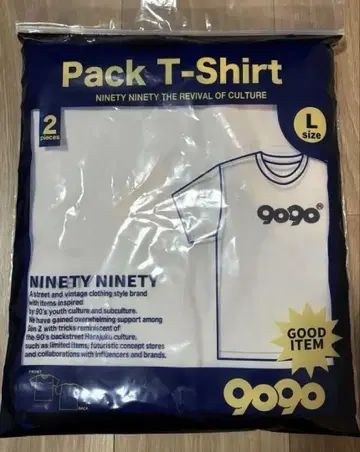 Pack T-Shirt
NINETY NINETY THE REVIVAL OF CULTURE
2
pieces
L
size
9090®
NINETY NINETY
A street and vintage clothing style brand
with items inspired
by 90's youth culture and subculture.
We have gained overwhelming support among
Gen Z with tricks reminiscent of
the 90's backstreet Harajuku culture,
such as limited items, futuristic concept stores
and collaborations with influencers and brands.
GOOD
ITEM
FRONT
BACK
9090